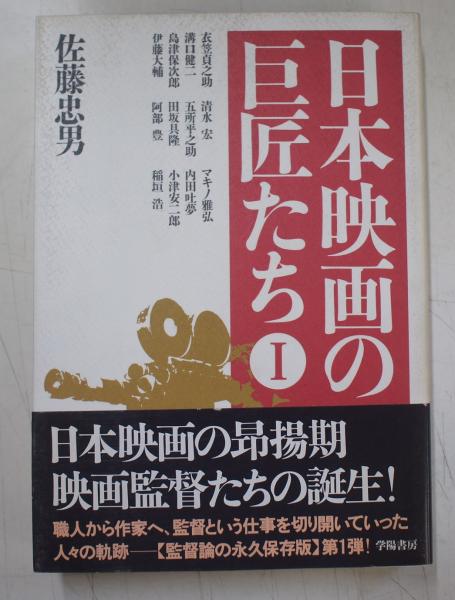 日本映画の
巨匠たち
I
衣笠貞之助 清水 宏 マキノ雅弘
溝口健二 五所平之助 内田吐夢
島津保次郎 田坂具隆 小津安二郎
伊藤大輔 阿部 豊 稲垣 浩
佐藤忠男
日本映画の昂揚期
映画監督たちの誕生!
職人から作家へ、監督という仕事を切り開いていった
人々の軌跡──【監督論の永久保存版】第1弾! 学陽書房